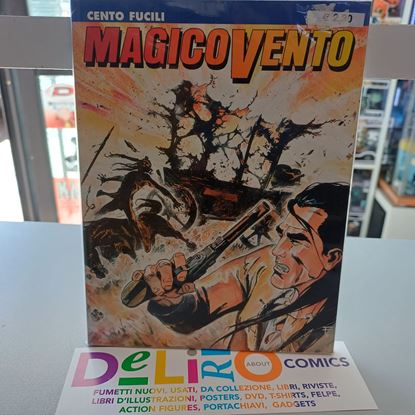 CENTO FUCILI
MAGICO VENTO
DeLiRiO ABOUT COMICS
FUMETTI NUOVI, USATI, DA COLLEZIONE, LIBRI, RIVISTE,
LIBRI D'ILLUSTRAZIONI, POSTERS, DVD, T-SHIRTS, FELPE,
ACTION FIGURES, PORTACHIAVI, GADGETS